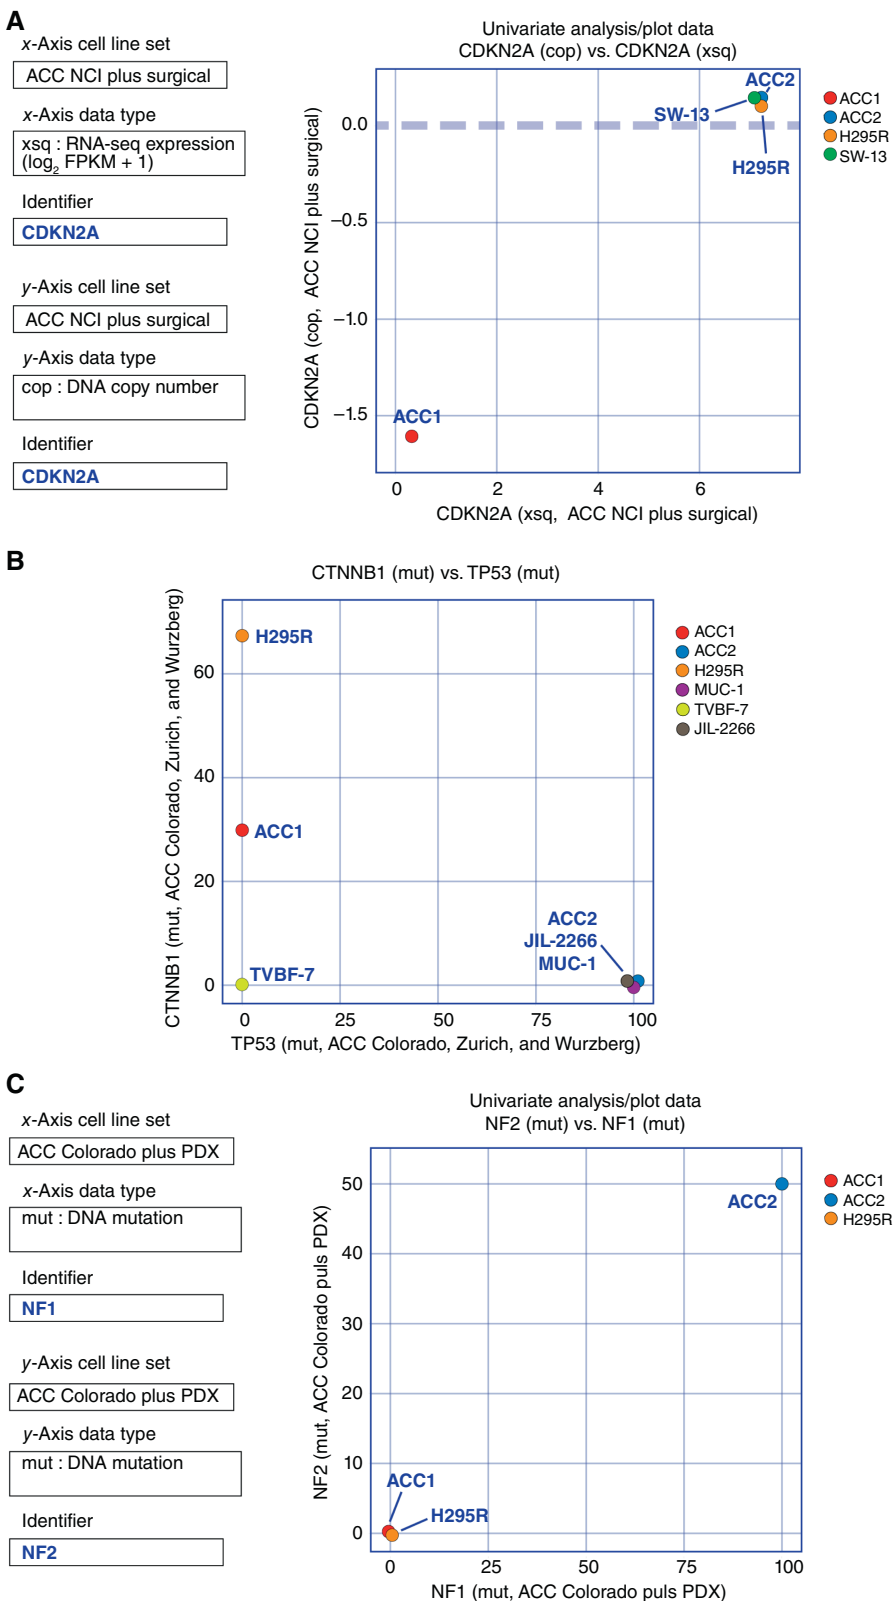 A
x-Axis cell line set
ACC NCI plus surgical
x-Axis data type
xsq : RNA-seq expression
(log2 FPKM + 1)
Identifier
CDKN2A
y-Axis cell line set
ACC NCI plus surgical
y-Axis data type
cop : DNA copy number
Identifier
CDKN2A
Univariate analysis/plot data
CDKN2A (cop) vs. CDKN2A (xsq)
CDKN2A (cop, ACC NCI plus surgical)
0.0
−0.5
−1.0
−1.5
ACC2
SW-13
H295R
ACC1
0 2 4 6
CDKN2A (xsq, ACC NCI plus surgical)
ACC1
ACC2
H295R
SW-13
B
CTNNB1 (mut) vs. TP53 (mut)
CTNNB1 (mut, ACC Colorado, Zurich, and Wurzberg)
60
40
20
0
H295R
ACC1
TVBF-7
ACC2
JIL-2266
MUC-1
0 25 50 75 100
TP53 (mut, ACC Colorado, Zurich, and Wurzberg)
ACC1
ACC2
H295R
MUC-1
TVBF-7
JIL-2266
C
x-Axis cell line set
ACC Colorado plus PDX
x-Axis data type
mut : DNA mutation
Identifier
NF1
y-Axis cell line set
ACC Colorado plus PDX
y-Axis data type
mut : DNA mutation
Identifier
NF2
Univariate analysis/plot data
NF2 (mut) vs. NF1 (mut)
NF2 (mut, ACC Colorado puls PDX)
50
40
30
20
10
0
ACC2
ACC1
H295R
0 25 50 75 100
NF1 (mut, ACC Colorado puls PDX)
ACC1
ACC2
H295R